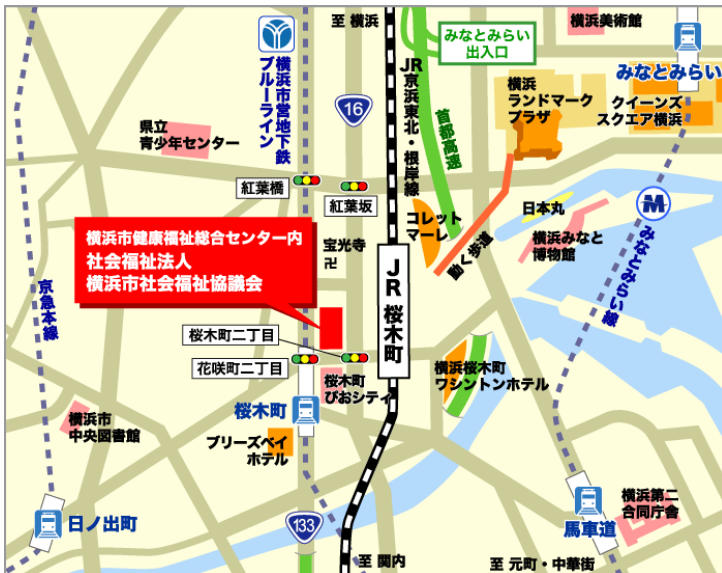 至 横浜
みなとみらい
出入口
横浜美術館
みなとみらい
横浜市営地下鉄
ブルーライン
16
JR京浜東北・根岸線
首都高速
横浜
ランドマーク
プラザ
クイーンズ
スクエア横浜
県立
青少年センター
紅葉橋
紅葉坂
コレット
マーレ
動く歩道
日本丸
横浜みなと
博物館
M
みなとみらい線
横浜市健康福祉総合センター内
社会福祉法人
横浜市社会福祉協議会
宝光寺
卍
JR桜木町
京急本線
桜木町二丁目
花咲町二丁目
桜木町
ぴおシティ
横浜桜木町
ワシントンホテル
横浜市
中央図書館
桜木町
ブリーズベイ
ホテル
日ノ出町
133
馬車道
横浜第二
合同庁舎
至 関内
至 元町・中華街